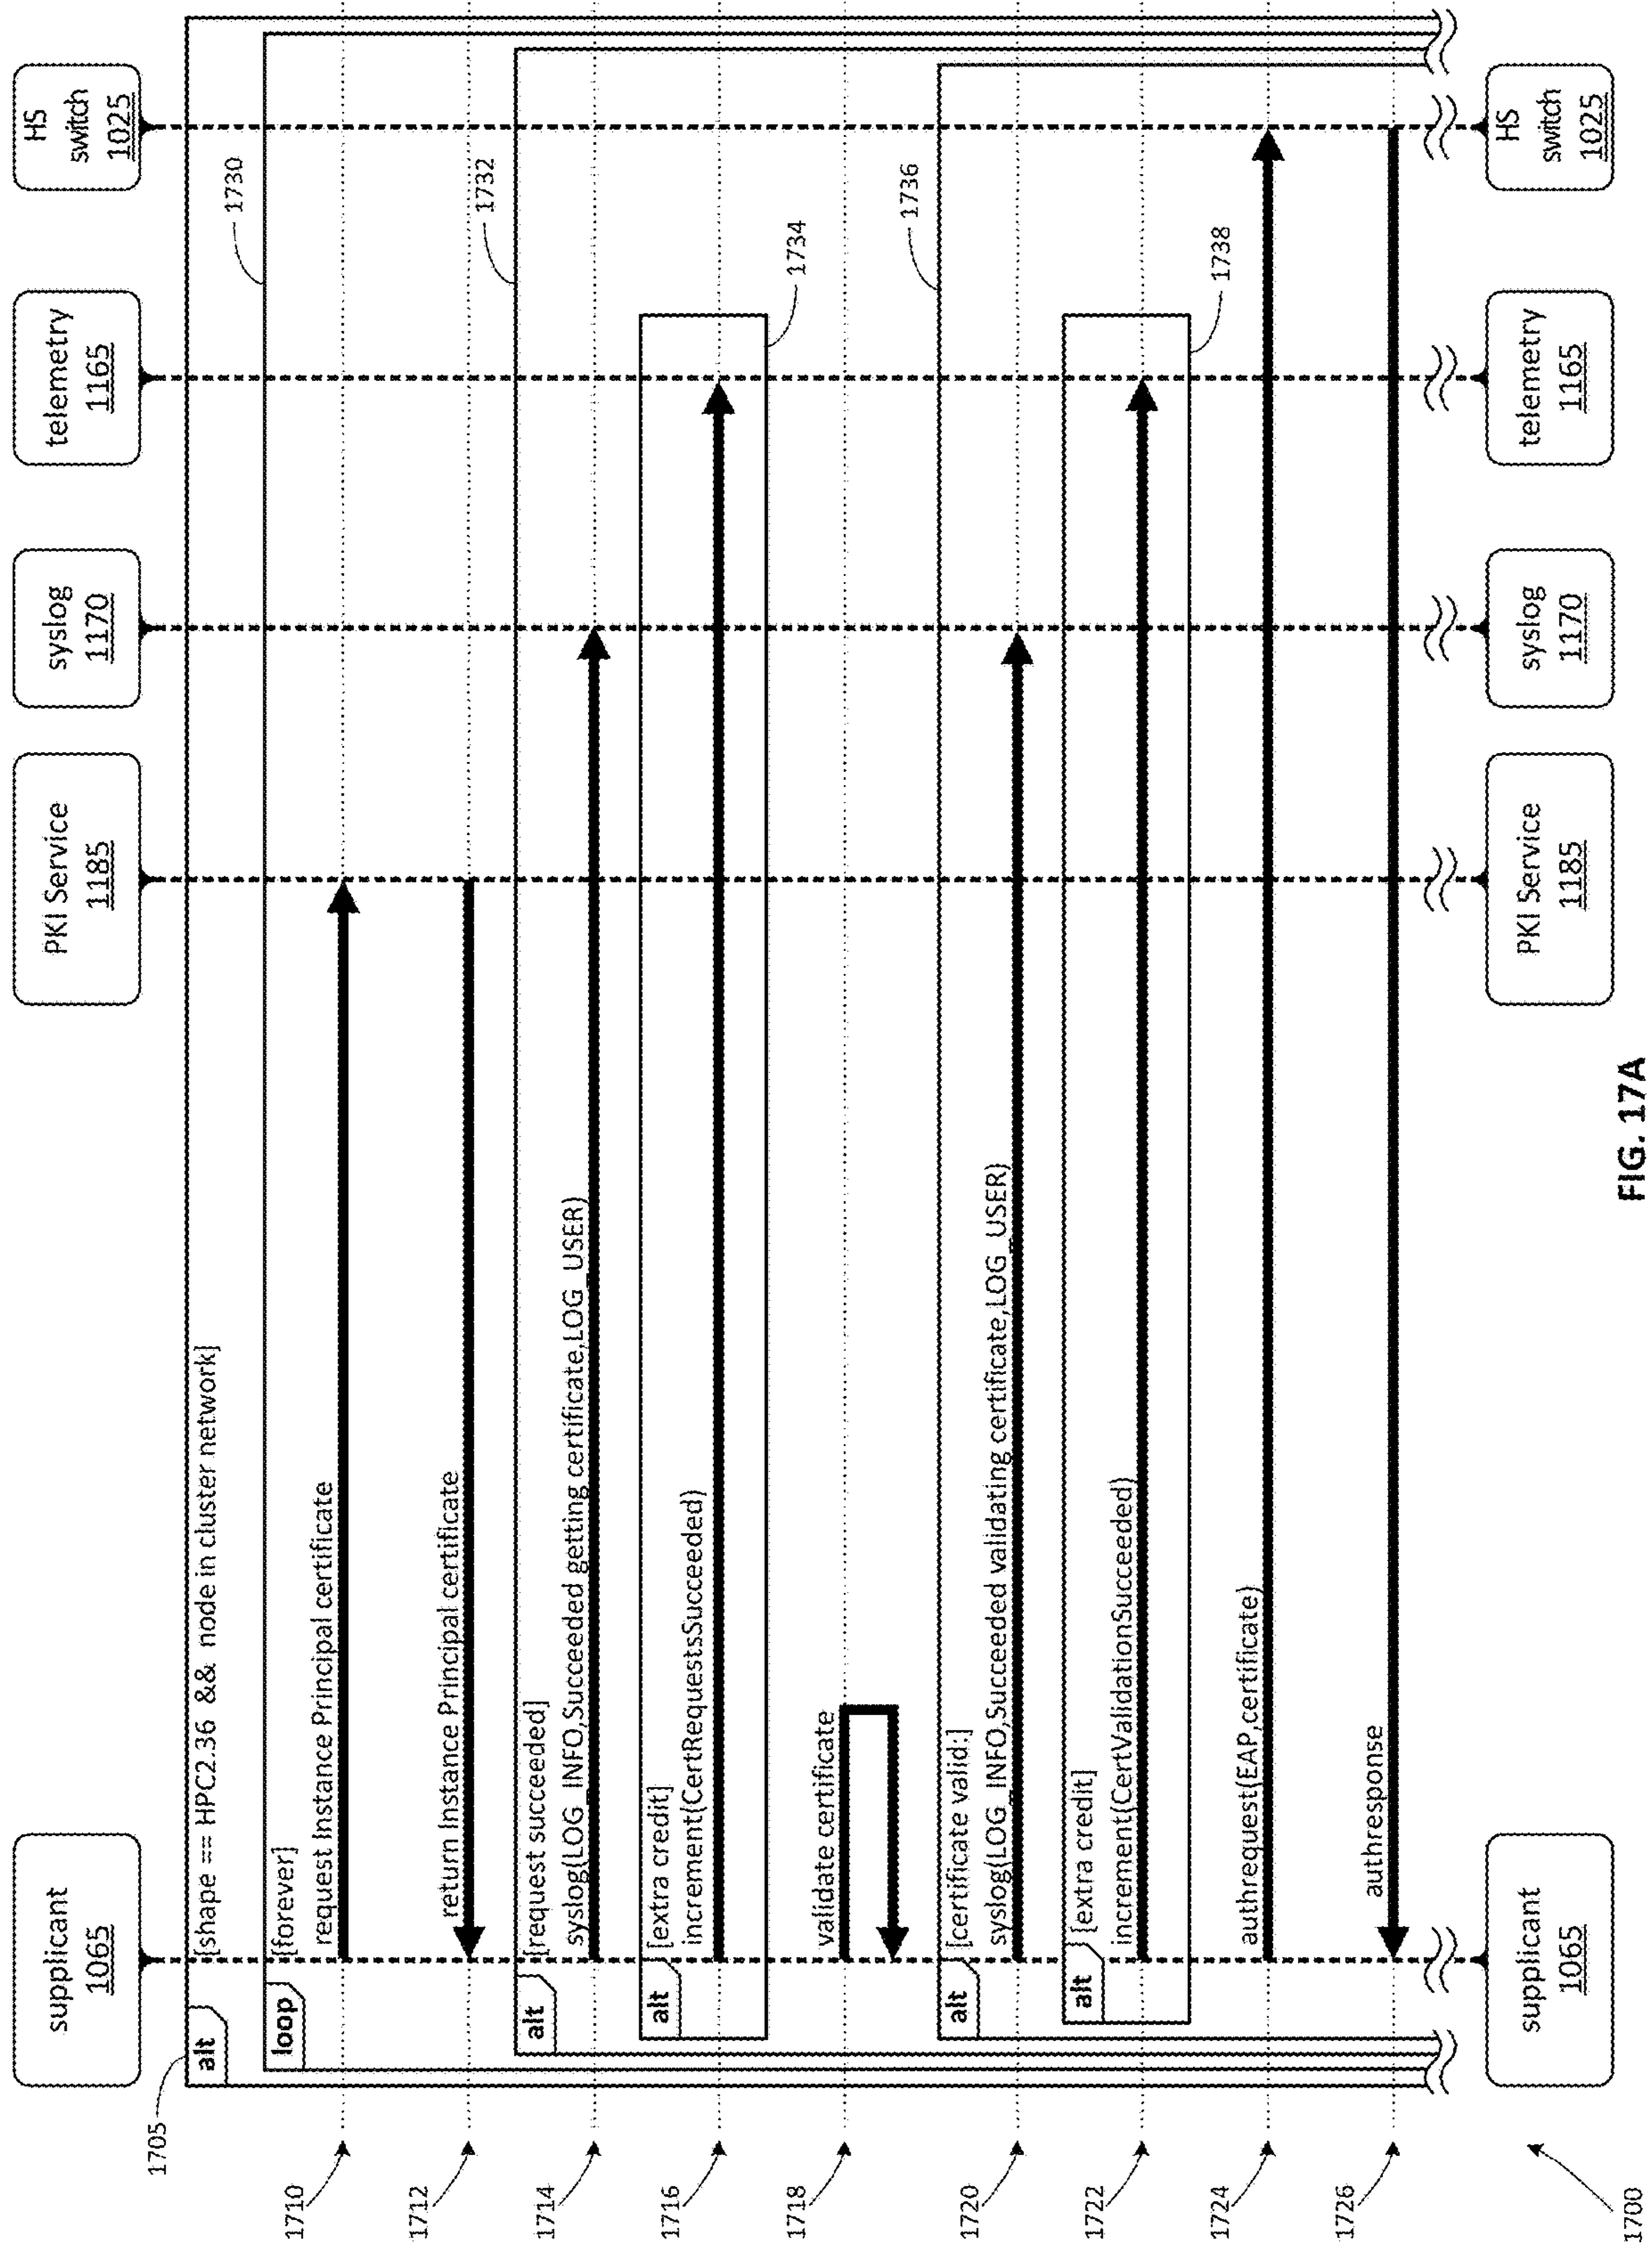 supplicant
1065
PKI Service
1185
syslog
1170
telemetry
1165
HS
switch
1025
1705
alt
[shape == HPC2.36 && node in cluster network]
1730
loop
[forever]
1710
request Instance Principal certificate
1712
return Instance Principal certificate
1732
alt
[request succeeded]
1714
syslog(LOG_INFO,Succeeded getting certificate,LOG_USER)
alt
[extra credit]
1716
increment(CertRequestsSucceeded)
1734
1718
validate certificate
1736
alt
[certificate valid:]
1720
syslog(LOG_INFO,Succeeded validating certificate,LOG_USER)
alt
[extra credit]
1722
increment(CertValidationSucceeded)
1738
1724
authrequest(EAP,certificate)
1726
authresponse
supplicant
1065
PKI Service
1185
syslog
1170
telemetry
1165
HS
switch
1025
1700
FIG. 17A